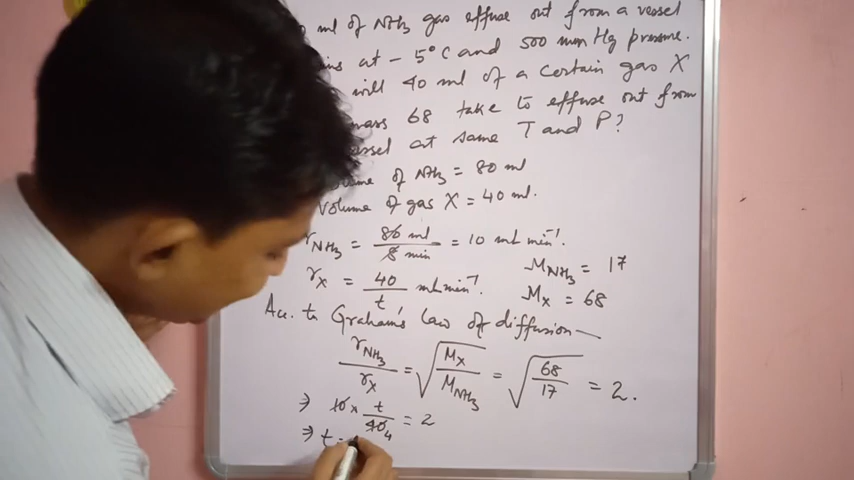 ml of NH3 gas effuse out from a vessel
at - 5°C and 500 mm Hg pressure.
will 40 ml of a certain gas X
mass 68 take to effuse out from
at same T and P?
of NH3 = 80 ml
Volume of gas X = 40 ml.
rNH3 = 80 ml / 8 min = 10 mL min⁻¹.
MNH3 = 17
rX = 40 / t mL min⁻¹.
MX = 68
Acc. to Graham's Law of diffusion —
rNH3 / rX = √(MX / MNH3) = √(68 / 17) = 2.
⇒ 10 × t / 40 4 = 2
⇒ t